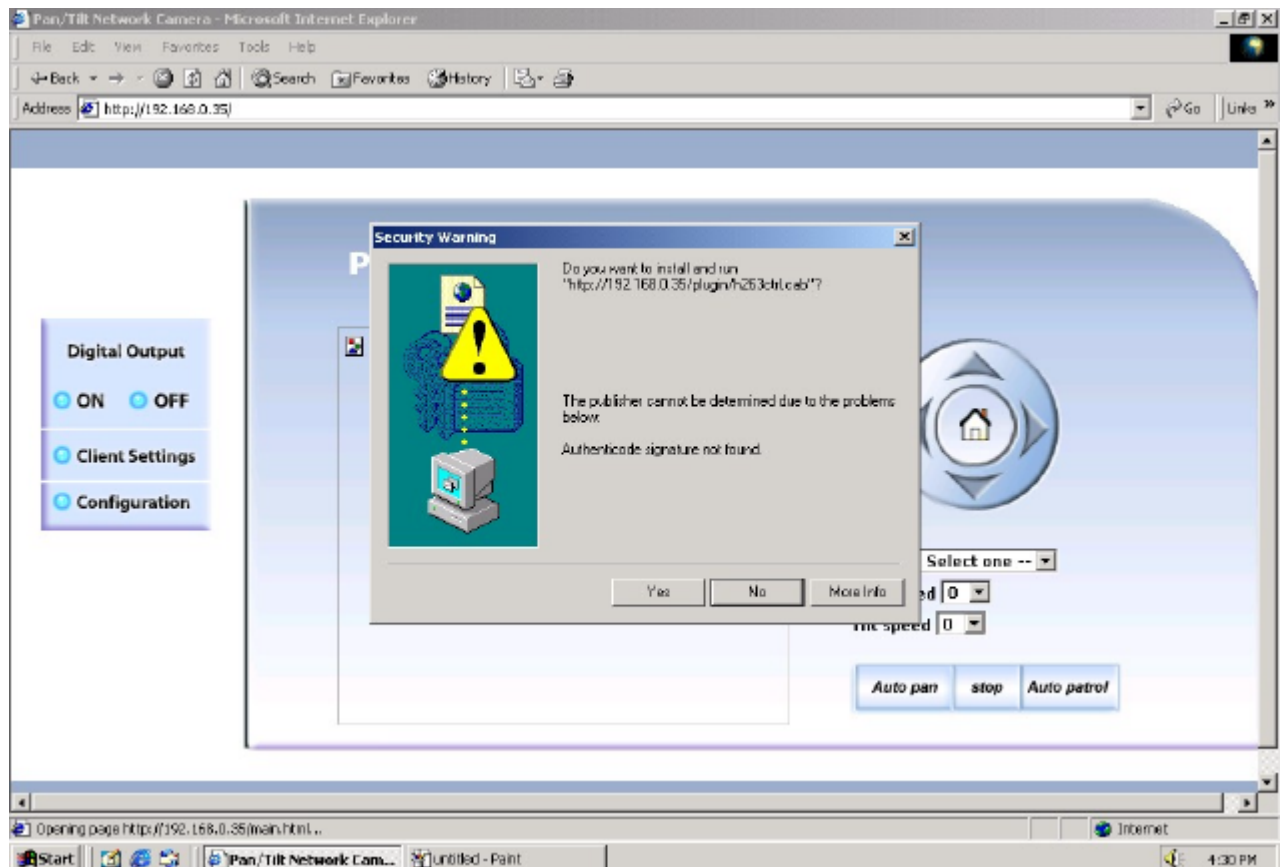 Pan/Tilt Network Camera - Microsoft Internet Explorer
File Edit View Favorites Tools Help
Back Search Favorites History
Address http://192.168.0.35/ Go Links »
Security Warning
P
Do you want to install and run
"http://192.168.0.35/plugin/h263ctrl.cab"?
Digital Output
ON OFF
The publisher cannot be determined due to the problems
below:
Authenticode signature not found.
Client Settings
Configuration
Select one --
Yes No More Info
ed 0
Tilt speed 0
Auto pan stop Auto patrol
Opening page http://192.168.0.35/main.html...
Internet
Start Pan/Tilt Network Cam... untitled - Paint 4:30 PM